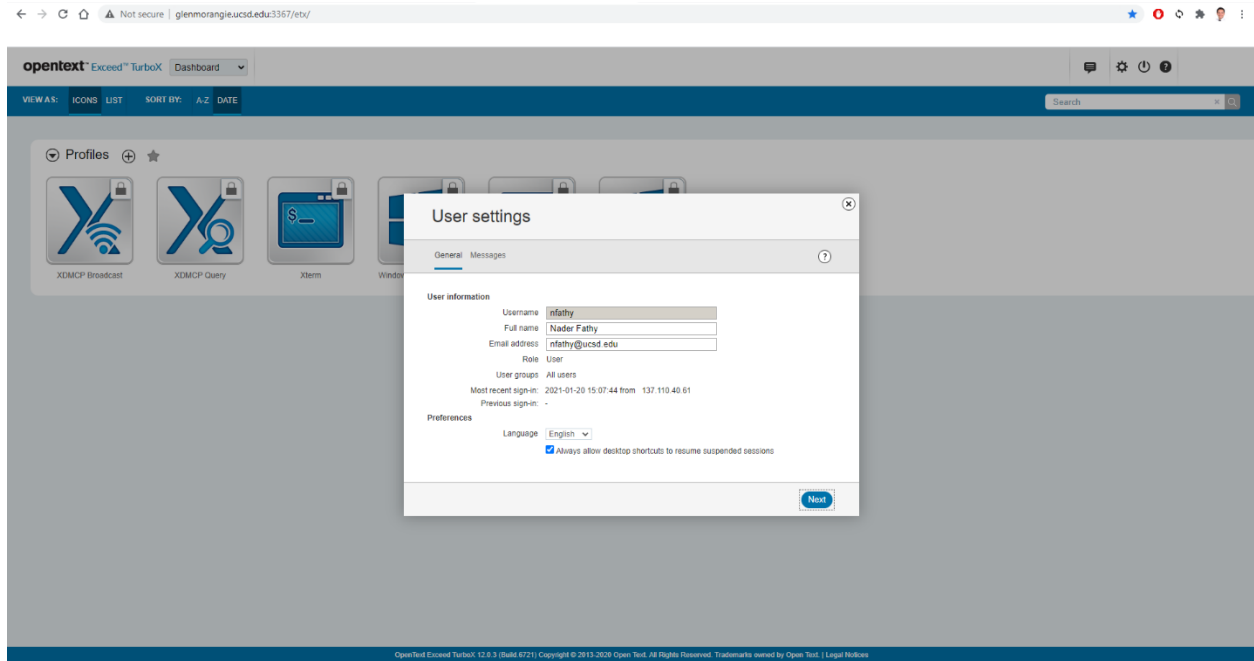 Not secure | glenmorangie.ucsd.edu:3367/etx/
opentext™ Exceed™ TurboX Dashboard
VIEW AS: ICONS LIST SORT BY: A-Z DATE Search
Profiles
XDMCP Broadcast XDMCP Query Xterm Window
User settings
General Messages
User information
Username nfathy
Full name Nader Fathy
Email address nfathy@ucsd.edu
Role User
User groups All users
Most recent sign-in: 2021-01-20 15:07:44 from 137.110.40.61
Previous sign-in: -
Preferences
Language English
Always allow desktop shortcuts to resume suspended sessions
Next
OpenText Exceed TurboX 12.0.3 (Build 6721) Copyright © 2013-2020 Open Text. All Rights Reserved. Trademarks owned by Open Text. | Legal Notices